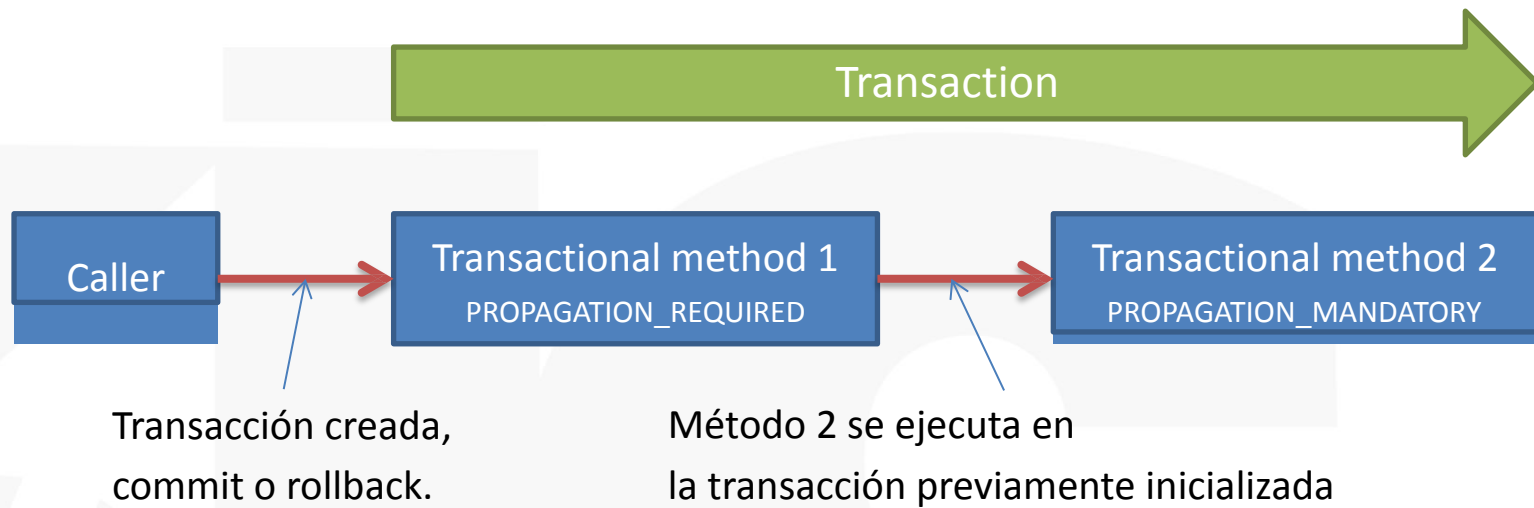 Transaction
Caller
Transactional method 1
PROPAGATION_REQUIRED
Transactional method 2
PROPAGATION_MANDATORY
Transacción creada,
commit o rollback.
Método 2 se ejecuta en
la transacción previamente inicializada